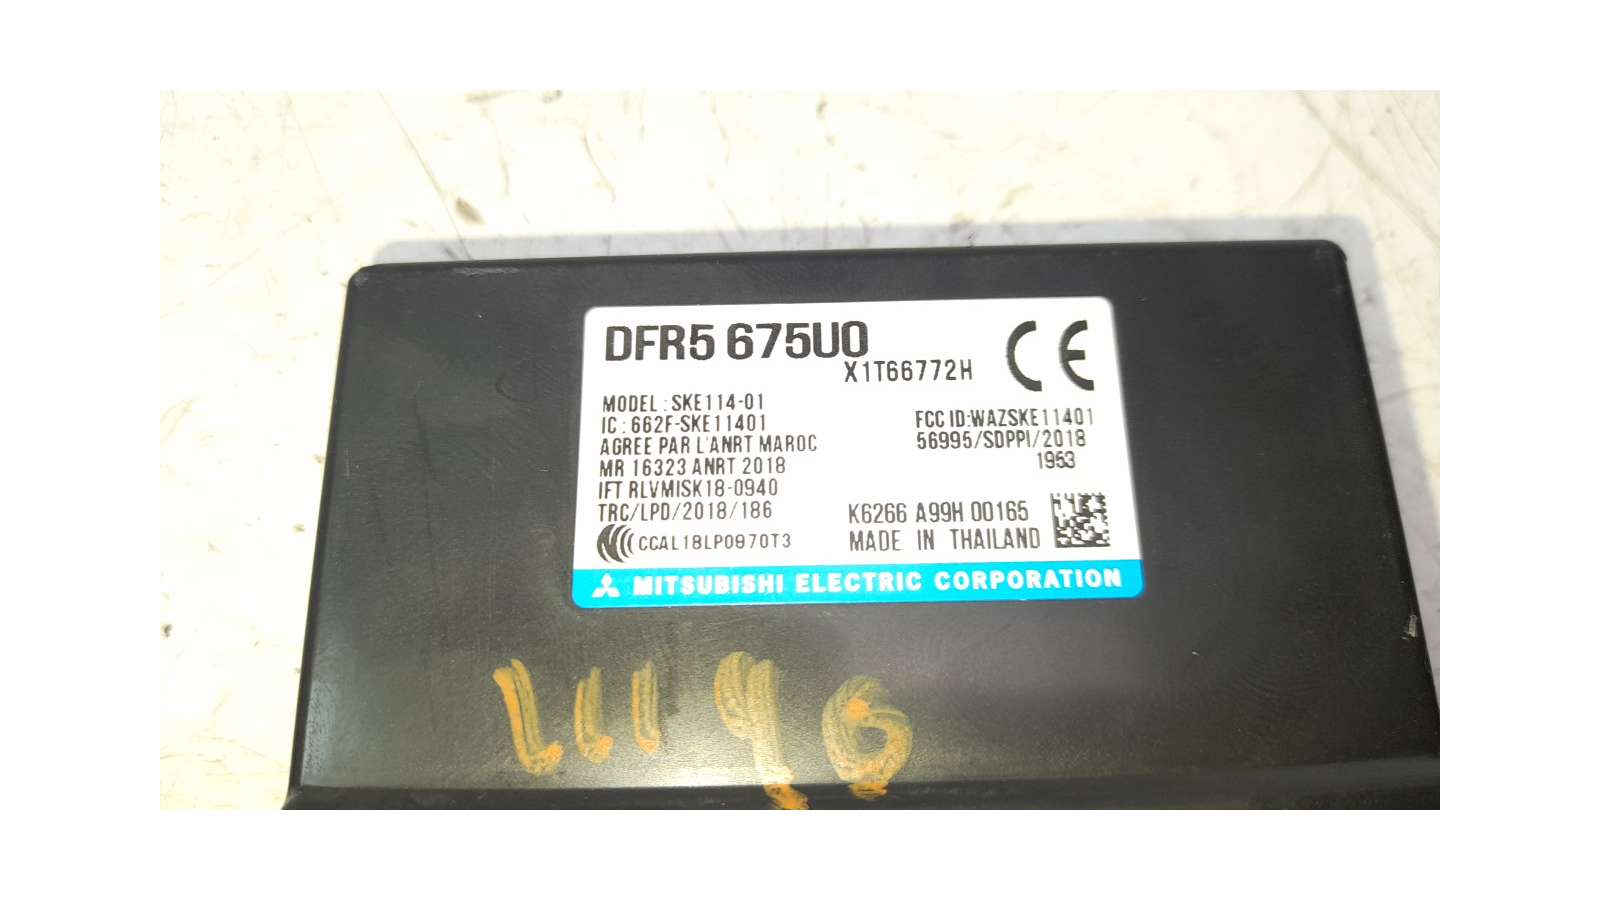 DFR5 675U0
X1T66772H
CE
MODEL : SKE114-01
IC : 662F-SKE11401
AGREE PAR L'ANRT MAROC
MR 16323 ANRT 2018
IFT RLVMISK18-0940
TRC/LPD/2018/186
CCAL18LP0970T3
FCC ID:WAZSKE11401
56995/SDPPI/2018
1953
K6266 A99H 00165
MADE IN THAILAND
MITSUBISHI ELECTRIC CORPORATION